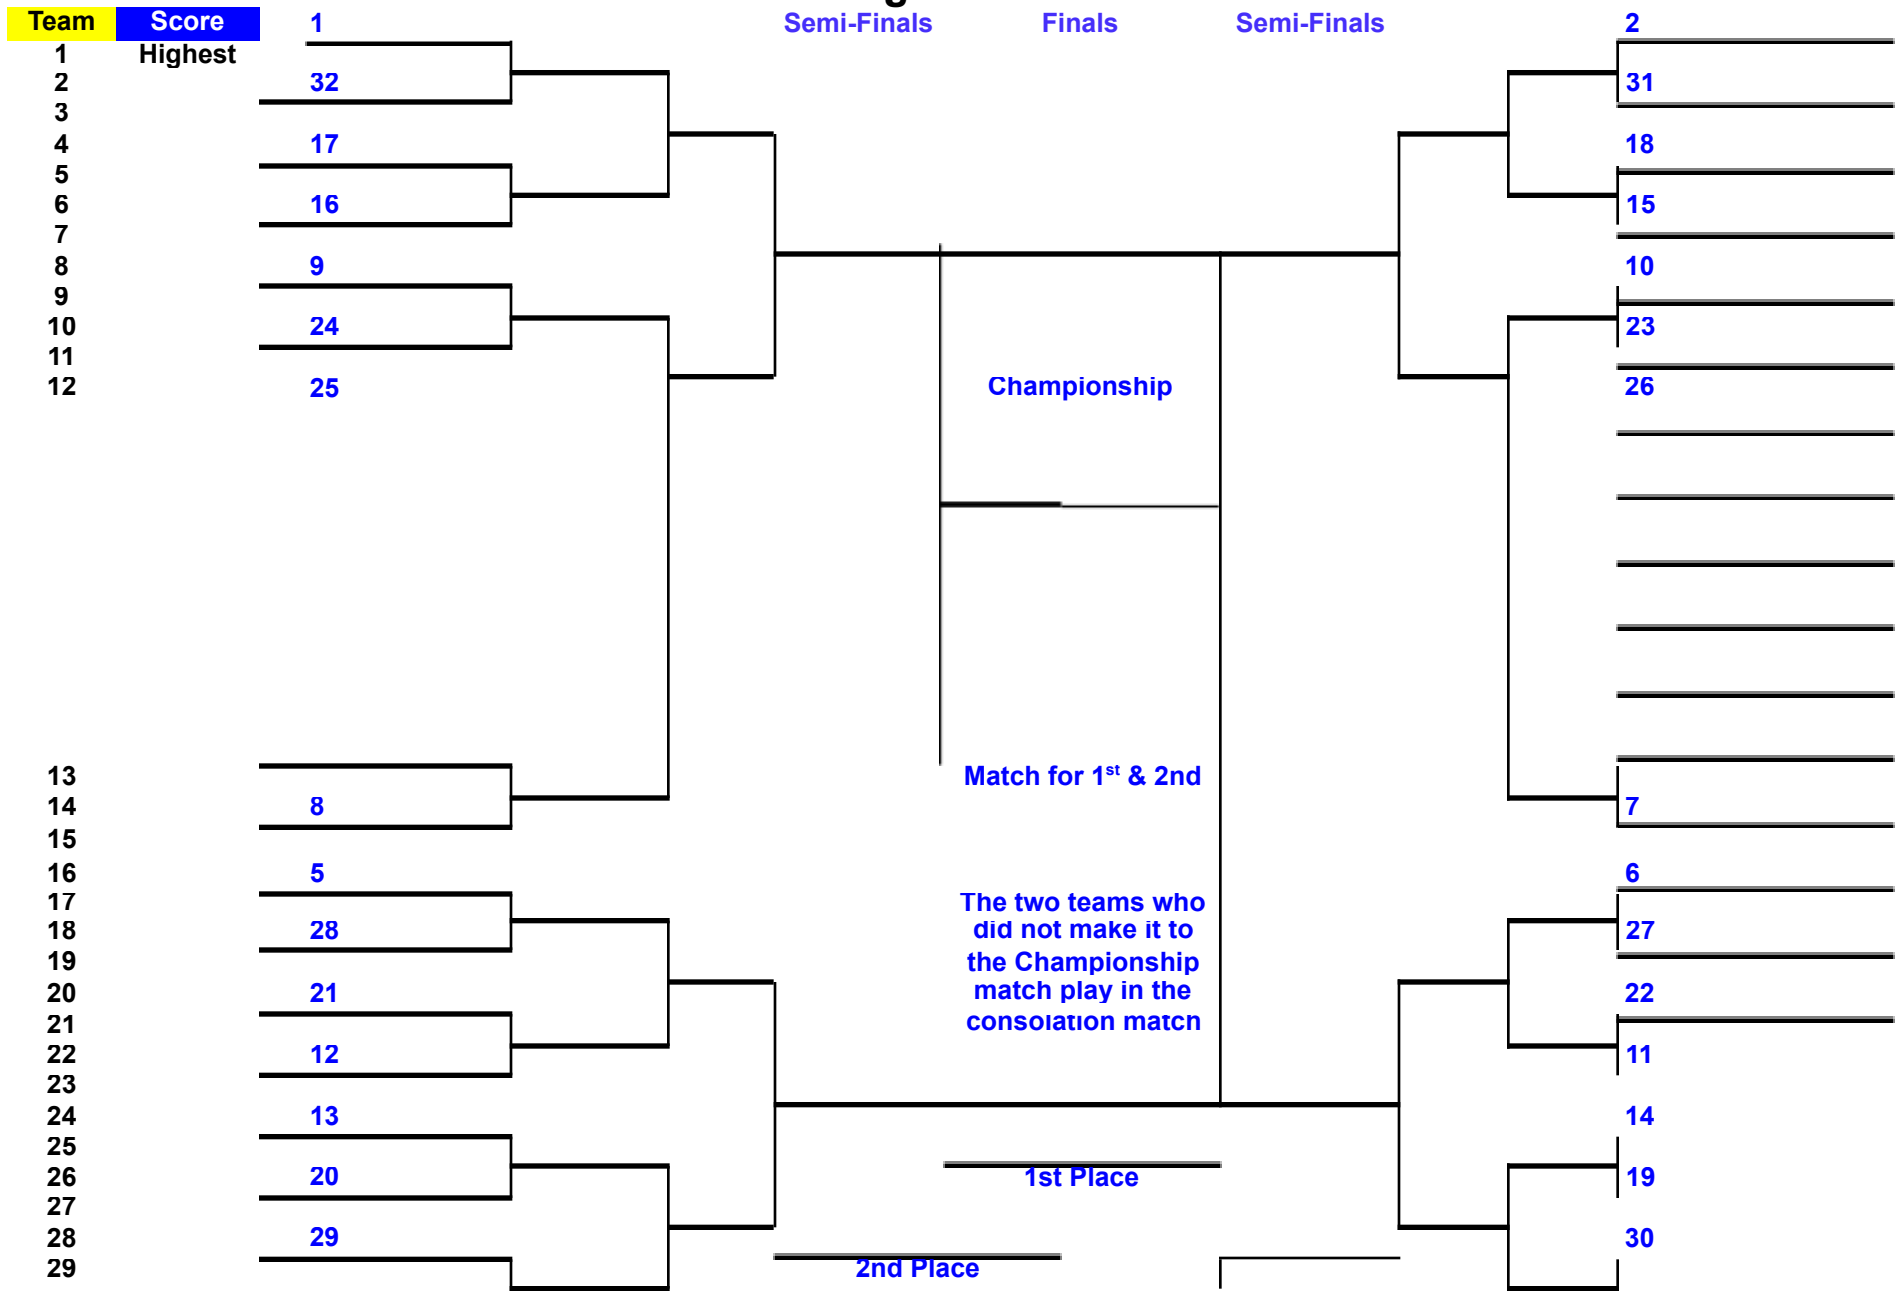 Team Score 1 Semi-Finals Finals Semi-Finals 2
1 Highest
2 32 31
3
4 17 18
5
6 16 15
7
8 9 10
9
10 24 23
11
12 25 Championship 26
13 Match for 1st & 2nd
14 8 7
15
16 5 6
17 The two teams who
18 28 did not make it to 27
19 the Championship
20 21 match play in the 22
21 consolation match
22 12 11
23
24 13 14
25
26 20 1st Place 19
27
28 29 30
29 2nd Place